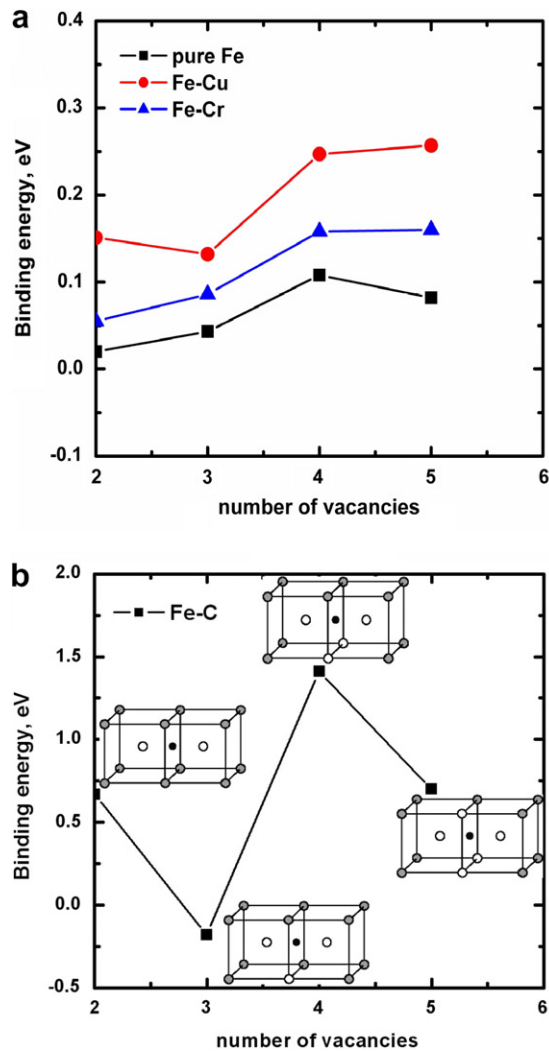 a
pure Fe
Fe-Cu
Fe-Cr
0.4
0.3
0.2
0.1
0.0
-0.1
Binding energy, eV
2 3 4 5 6
number of vacancies
b
Fe-C
2.0
1.5
1.0
0.5
0.0
-0.5
Binding energy, eV
2 3 4 5 6
number of vacancies